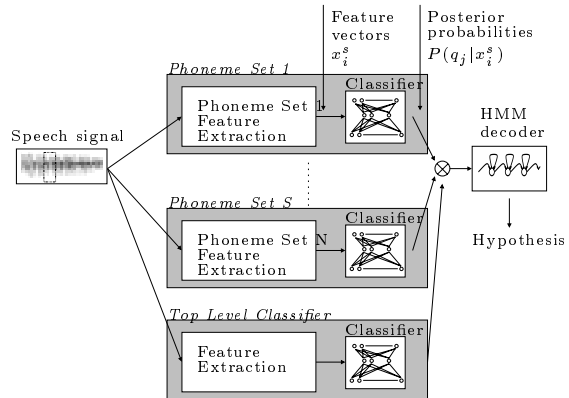 Feature
vectors
x_i^s
Posterior
probabilities
P(q_j|x_i^s)
Phoneme Set 1
Classifier
Phoneme Set 1
Feature
Extraction
Speech signal
HMM
decoder
Phoneme Set S
Classifier
Phoneme Set N
Feature
Extraction
Hypothesis
Top Level Classifier
Classifier
Feature
Extraction